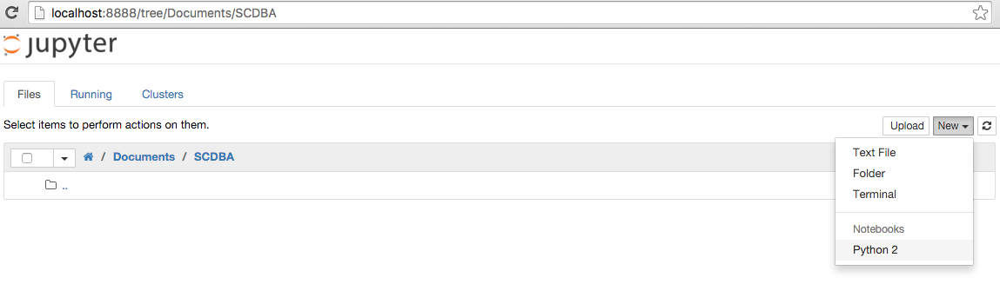 localhost:8888/tree/Documents/SCDBA
jupyter
Files Running Clusters
Select items to perform actions on them.
Upload New
/ Documents / SCDBA
..
Text File
Folder
Terminal
Notebooks
Python 2